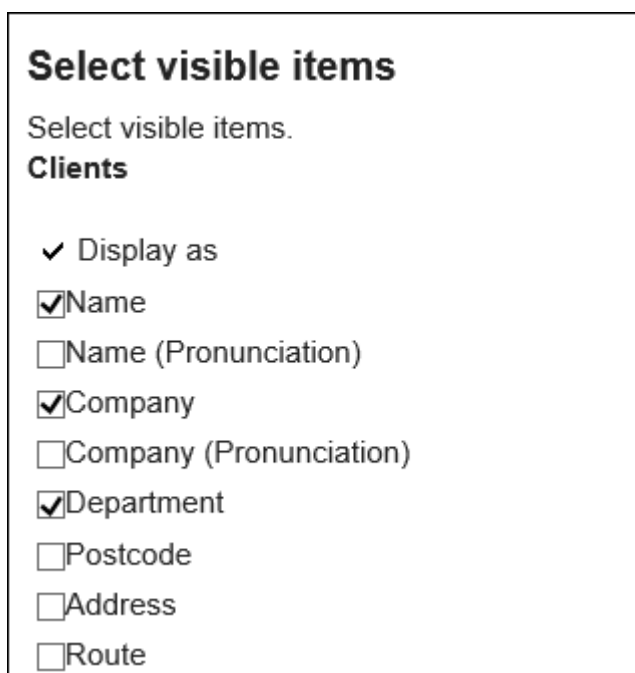 Select visible items
Select visible items.
Clients
Display as
Name
Name (Pronunciation)
Company
Company (Pronunciation)
Department
Postcode
Address
Route